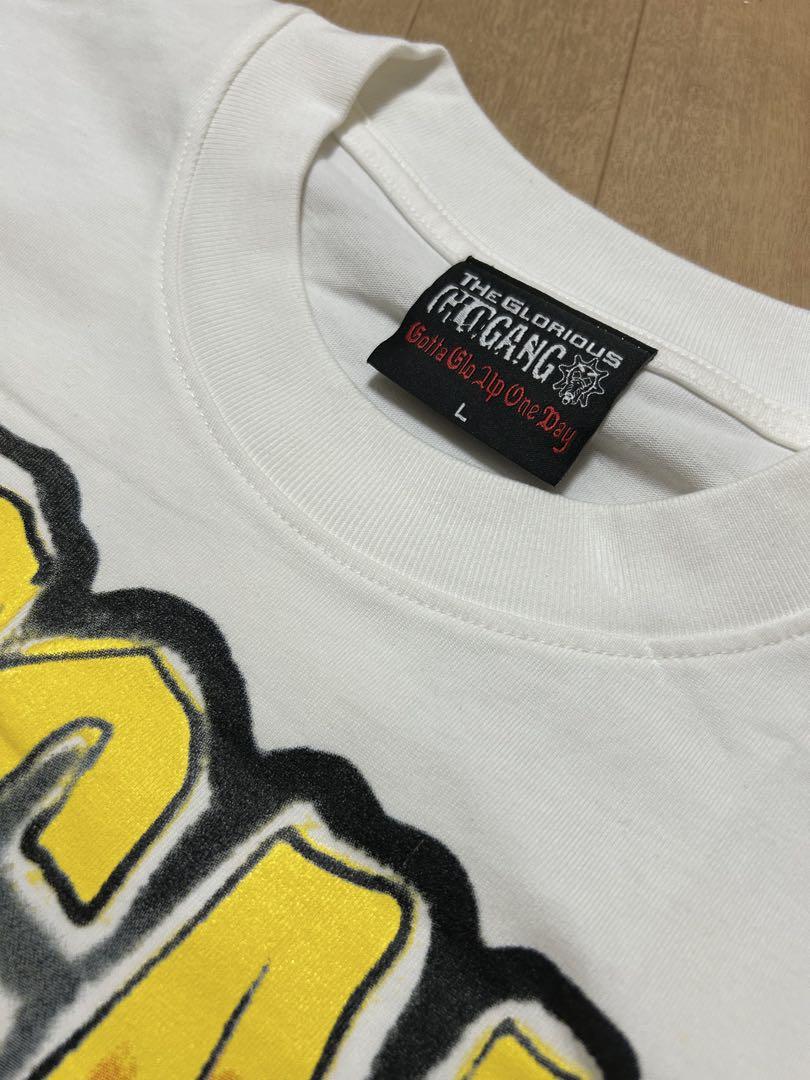 THE GLORIOUS
GLOGANG
Gotta Glo Up One Day
L